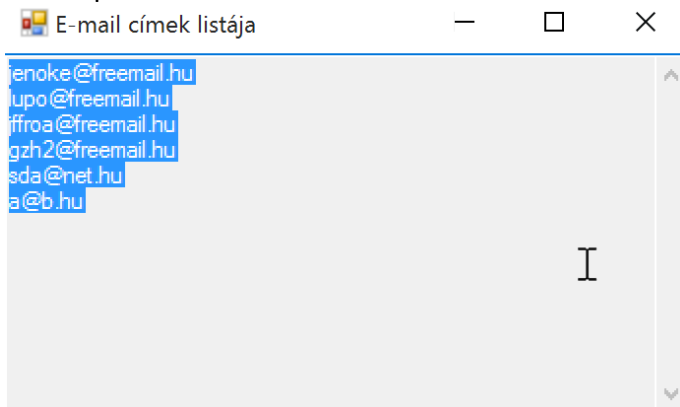 E-mail címek listája
jenoke@freemail.hu
lupo@freemail.hu
jffroa@freemail.hu
gzh2@freemail.hu
sda@net.hu
a@b.hu